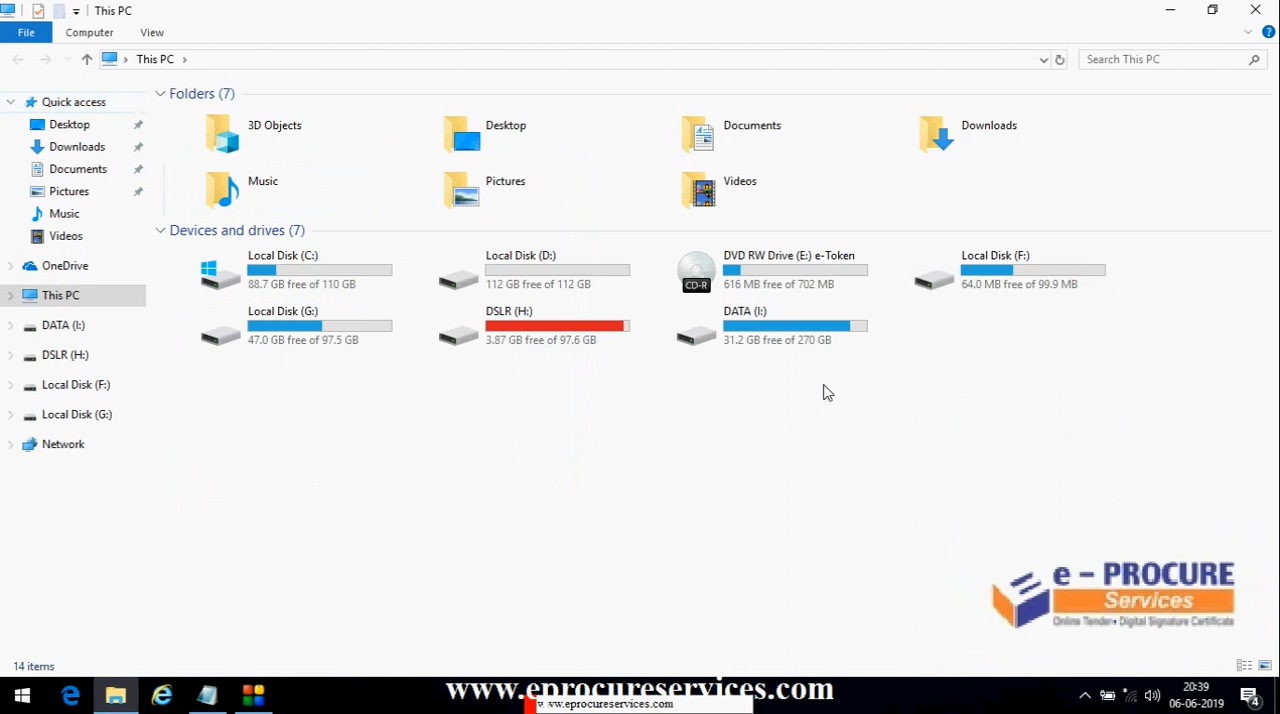 This PC
File
Computer
View
This PC
Search This PC
Quick access
Desktop
Downloads
Documents
Pictures
Music
Videos
OneDrive
This PC
DATA (I:)
DSLR (H:)
Local Disk (F:)
Local Disk (G:)
Network
Folders (7)
3D Objects
Desktop
Documents
Downloads
Music
Pictures
Videos
Devices and drives (7)
Local Disk (C:)
88.7 GB free of 110 GB
Local Disk (D:)
112 GB free of 112 GB
DVD RW Drive (E:) e-Token
CD-R
616 MB free of 702 MB
Local Disk (F:)
64.0 MB free of 99.9 MB
Local Disk (G:)
47.0 GB free of 97.5 GB
DSLR (H:)
3.87 GB free of 97.6 GB
DATA (I:)
31.2 GB free of 270 GB
e - PROCURE
Services
Online Tender • Digital Signature Certificate
14 items
www.eprocureservices.com
w.eprocureservices.com
20:39
06-06-2019
4